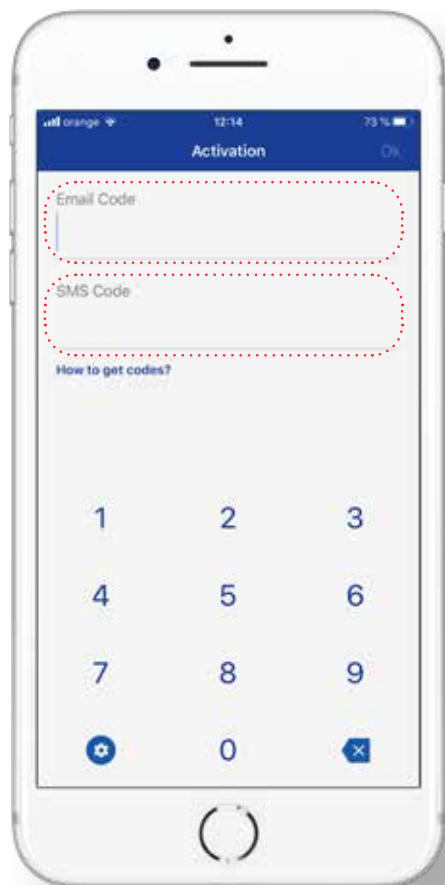 orange 12:14 73 %
Activation Ok
Email Code
SMS Code
How to get codes?
1 2 3
4 5 6
7 8 9
0